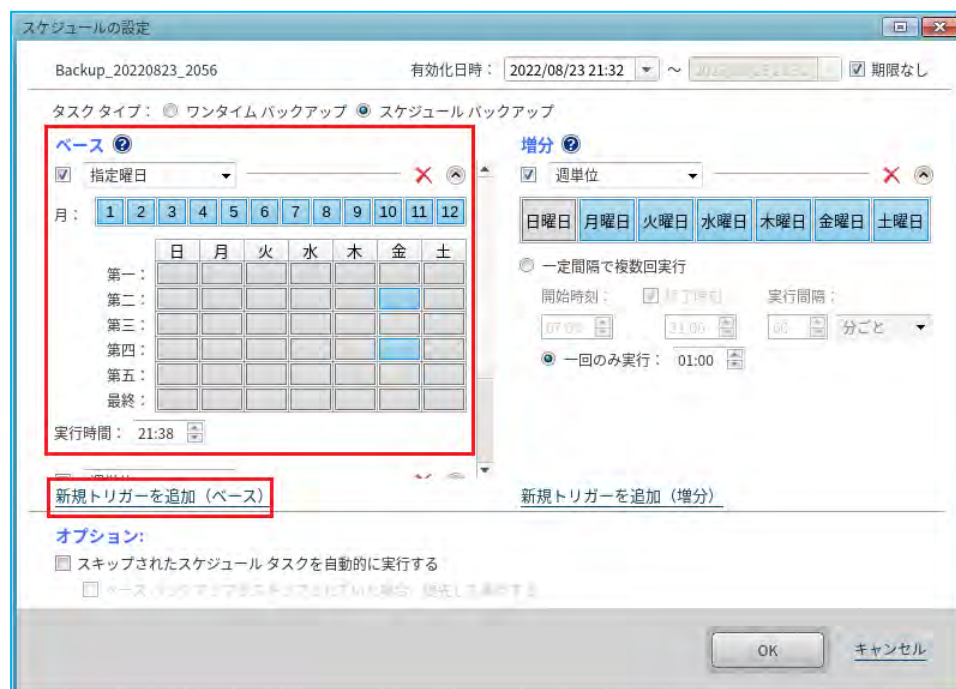 スケジュールの設定
Backup_20220823_2056
有効化日時： 2022/08/23 21:32 ～
期限なし
タスク タイプ： ワンタイム バックアップ スケジュール バックアップ
ベース
指定曜日
月： 1 2 3 4 5 6 7 8 9 10 11 12
日 月 火 水 木 金 土
第一：
第二：
第三：
第四：
第五：
最終：
実行時間： 21:38
新規トリガーを追加（ベース）
増分
週単位
日曜日 月曜日 火曜日 水曜日 木曜日 金曜日 土曜日
一定間隔で複数回実行
開始時刻： 終了時刻 実行間隔：
07:00 21:00 60 分ごと
一回のみ実行： 01:00
新規トリガーを追加（増分）
オプション:
スキップされたスケジュール タスクを自動的に実行する
OK キャンセル